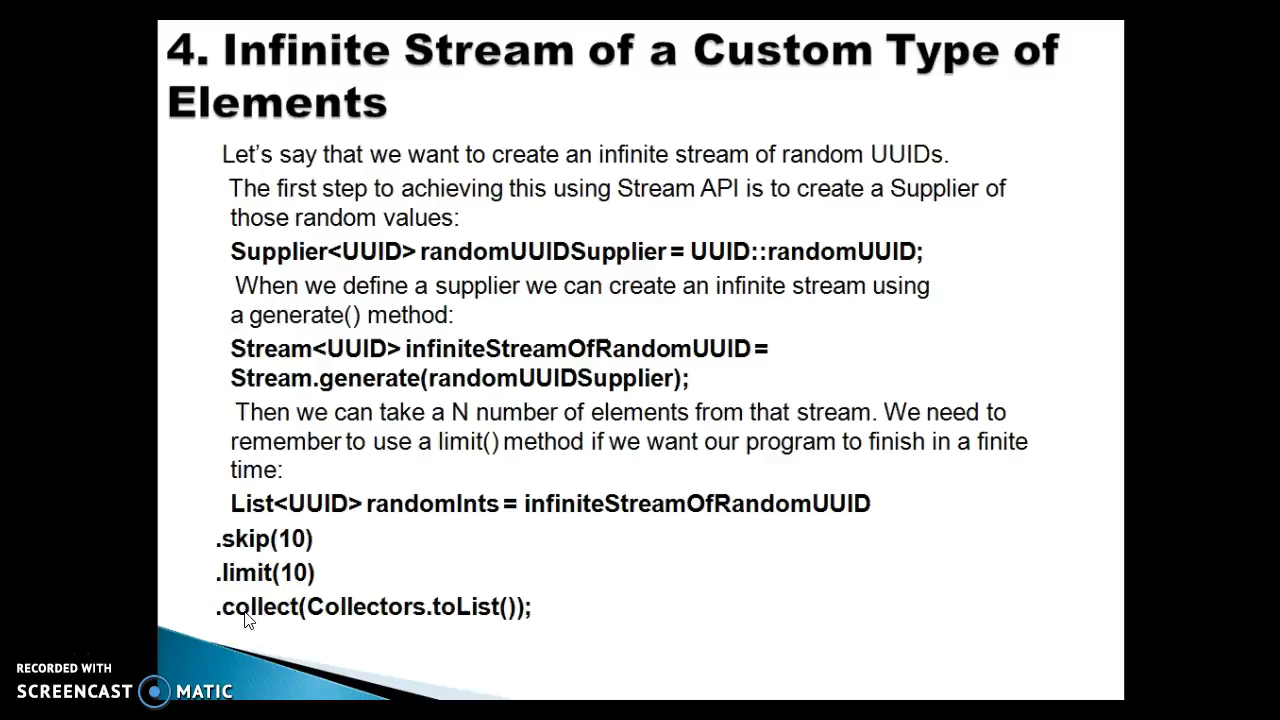 4. Infinite Stream of a Custom Type of
Elements
Let's say that we want to create an infinite stream of random UUIDs.
The first step to achieving this using Stream API is to create a Supplier of
those random values:
Supplier<UUID> randomUUIDSupplier = UUID::randomUUID;
When we define a supplier we can create an infinite stream using
a generate() method:
Stream<UUID> infiniteStreamOfRandomUUID =
Stream.generate(randomUUIDSupplier);
Then we can take a N number of elements from that stream. We need to
remember to use a limit() method if we want our program to finish in a finite
time:
List<UUID> randomInts = infiniteStreamOfRandomUUID
.skip(10)
.limit(10)
.collect(Collectors.toList());
RECORDED WITH
SCREENCAST MATIC